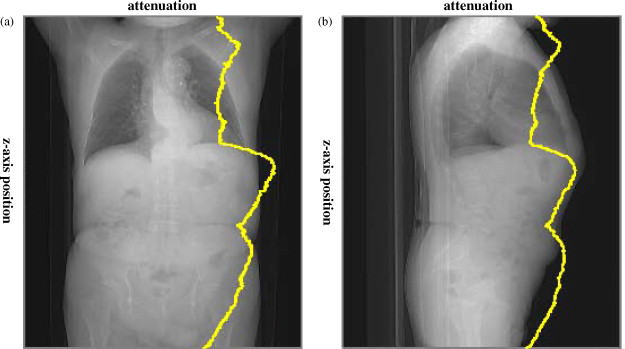 attenuation
(a)
z-axis position
attenuation
(b)
z-axis position